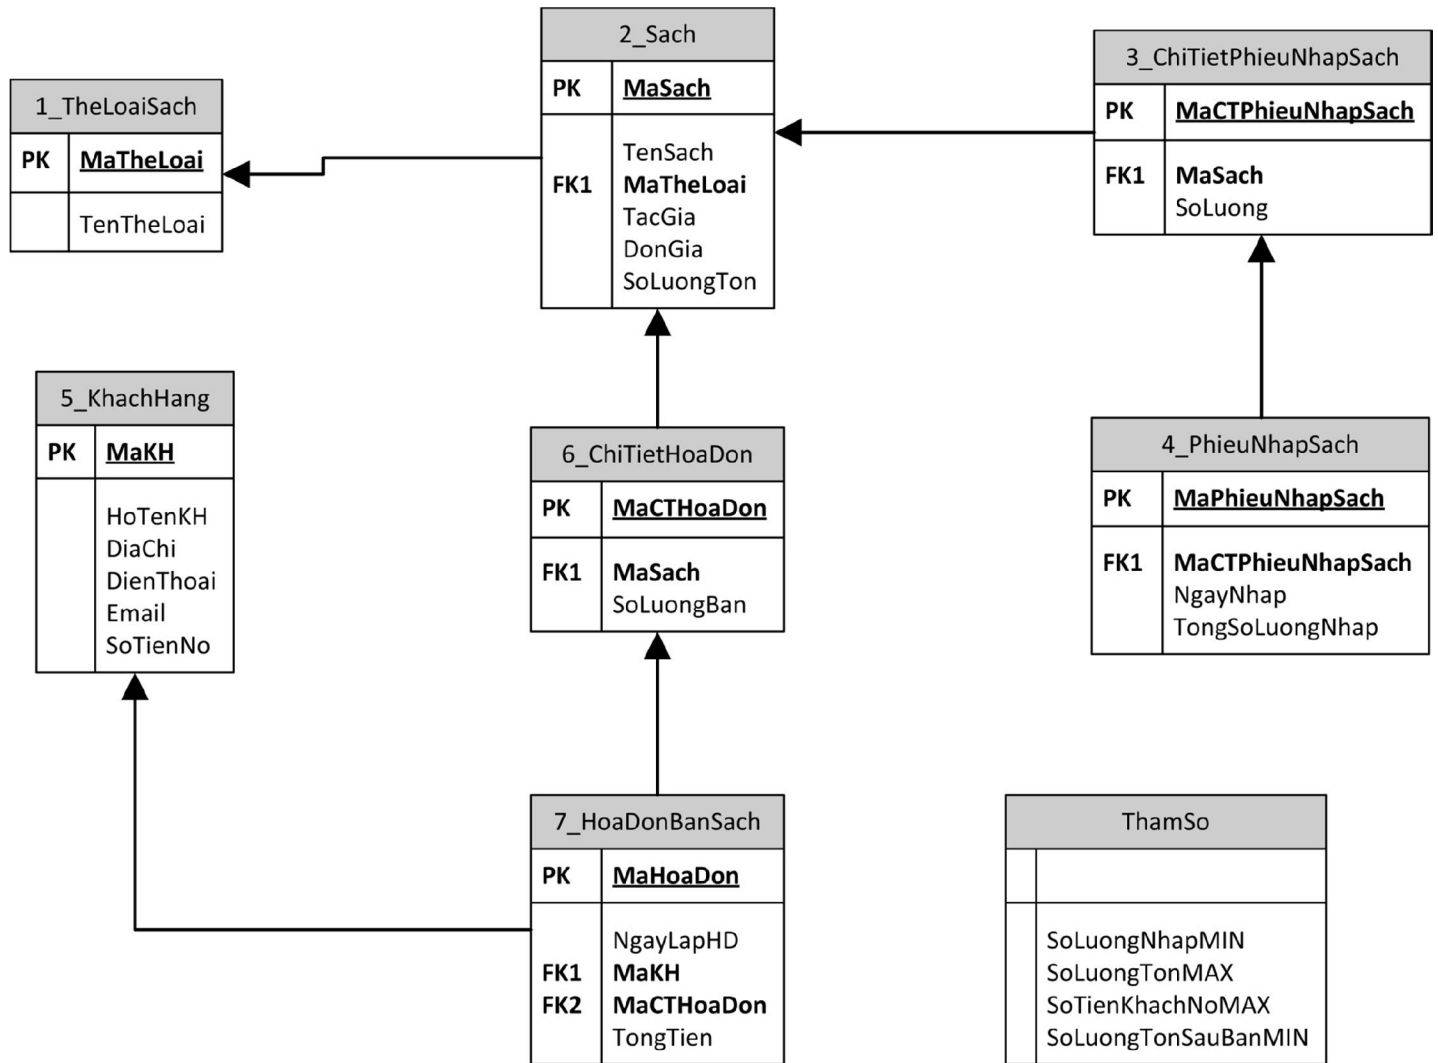 1_TheLoaiSach
PK MaTheLoai
TenTheLoai
2_Sach
PK MaSach
TenSach
FK1 MaTheLoai
TacGia
DonGia
SoLuongTon
3_ChiTietPhieuNhapSach
PK MaCTPhieuNhapSach
FK1 MaSach
SoLuong
5_KhachHang
PK MaKH
HoTenKH
DiaChi
DienThoai
Email
SoTienNo
6_ChiTietHoaDon
PK MaCTHoaDon
FK1 MaSach
SoLuongBan
4_PhieuNhapSach
PK MaPhieuNhapSach
FK1 MaCTPhieuNhapSach
NgayNhap
TongSoLuongNhap
7_HoaDonBanSach
PK MaHoaDon
NgayLapHD
FK1 MaKH
FK2 MaCTHoaDon
TongTien
ThamSo
SoLuongNhapMIN
SoLuongTonMAX
SoTienKhachNoMAX
SoLuongTonSauBanMIN